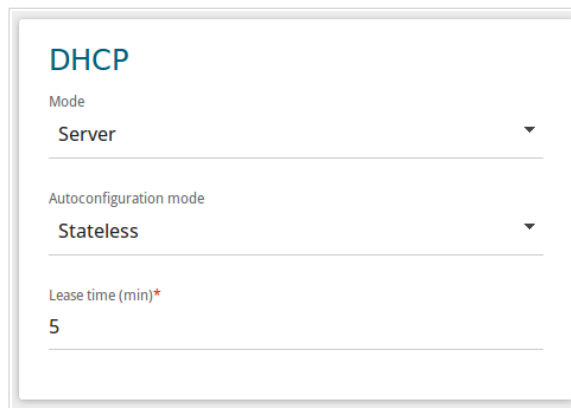 DHCP
Mode
Server
Autoconfiguration mode
Stateless
Lease time (min)*
5